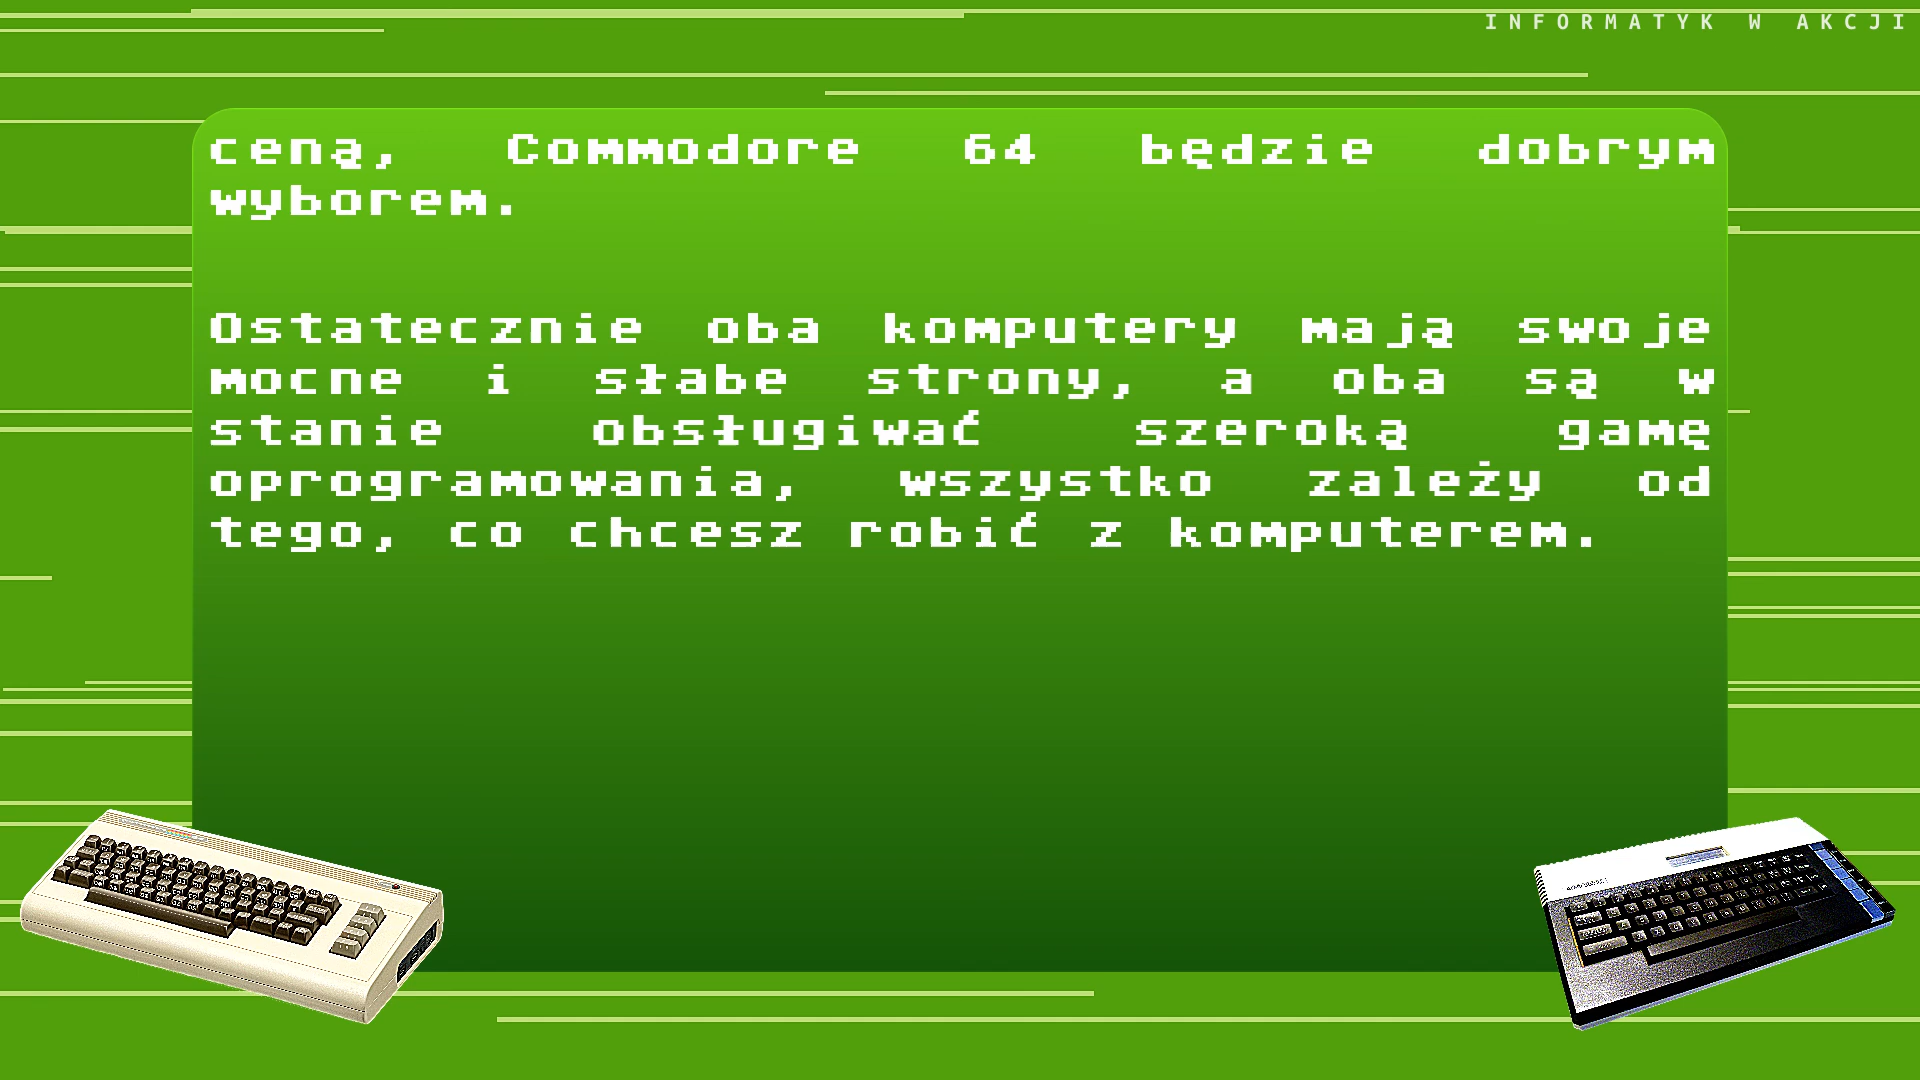 INFORMATYK W AKCJI
ceną, Commodore 64 będzie dobrym
wyborem.
Ostatecznie oba komputery mają swoje
mocne i słabe strony, a oba są w
stanie obsługiwać szeroką gamę
oprogramowania, wszystko zależy od
tego, co chcesz robić z komputerem.